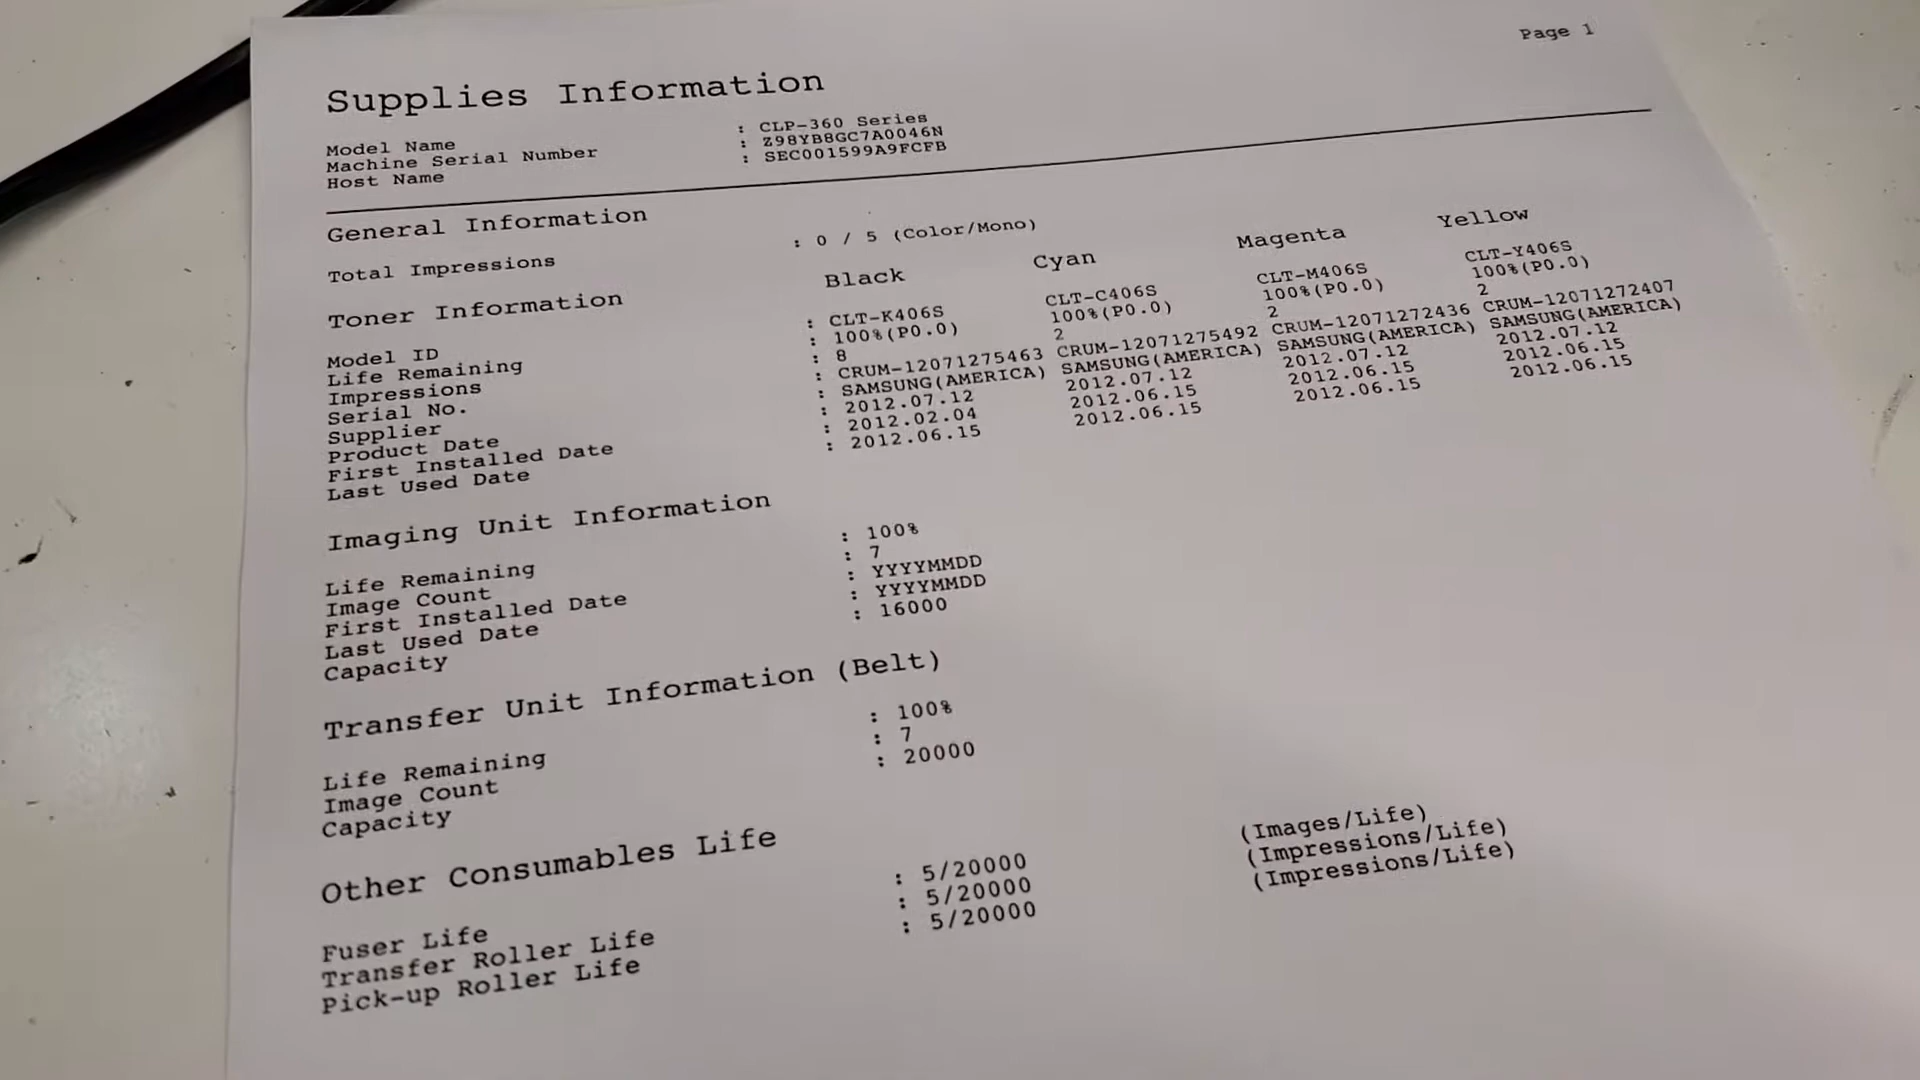 Page 1
Supplies Information
Model Name : CLP-360 Series
Machine Serial Number : Z98YB8GC7A0046N
Host Name : SEC001599A9FCFB
General Information
Total Impressions : 0 / 5 (Color/Mono)
Toner Information Black Cyan Magenta Yellow
Model ID : CLT-K406S CLT-C406S CLT-M406S CLT-Y406S
Life Remaining : 100%(P0.0) 100%(P0.0) 100%(P0.0) 100%(P0.0)
Impressions : 8 2 2 2
Serial No. : CRUM-12071275463 CRUM-12071275492 CRUM-12071272436 CRUM-12071272407
Supplier : SAMSUNG(AMERICA) SAMSUNG(AMERICA) SAMSUNG(AMERICA) SAMSUNG(AMERICA)
Product Date : 2012.07.12 2012.07.12 2012.07.12 2012.07.12
First Installed Date : 2012.02.04 2012.06.15 2012.06.15 2012.06.15
Last Used Date : 2012.06.15 2012.06.15 2012.06.15 2012.06.15
Imaging Unit Information
Life Remaining : 100%
Image Count : 7
First Installed Date : YYYYMMDD
Last Used Date : YYYYMMDD
Capacity : 16000
Transfer Unit Information (Belt)
Life Remaining : 100%
Image Count : 7
Capacity : 20000
Other Consumables Life
Fuser Life : 5/20000 (Images/Life)
Transfer Roller Life : 5/20000 (Impressions/Life)
Pick-up Roller Life : 5/20000 (Impressions/Life)